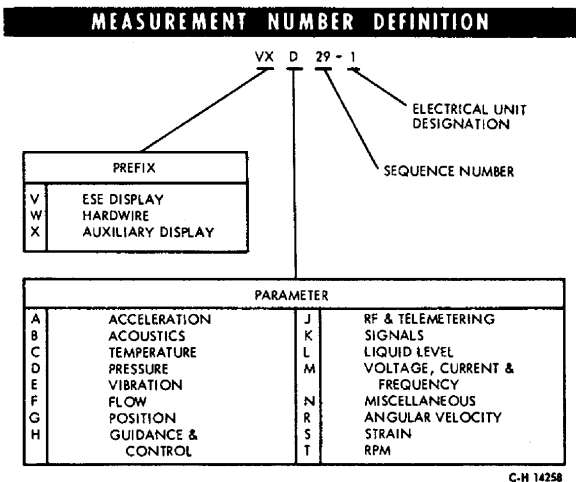 MEASUREMENT NUMBER DEFINITION
VX D 29 - 1
ELECTRICAL UNIT
DESIGNATION
SEQUENCE NUMBER
PREFIX
V ESE DISPLAY
W HARDWIRE
X AUXILIARY DISPLAY
PARAMETER
A ACCELERATION
B ACOUSTICS
C TEMPERATURE
D PRESSURE
E VIBRATION
F FLOW
G POSITION
H GUIDANCE &
CONTROL
J RF & TELEMETERING
K SIGNALS
L LIQUID LEVEL
M VOLTAGE, CURRENT &
FREQUENCY
N MISCELLANEOUS
R ANGULAR VELOCITY
S STRAIN
T RPM
C-H 14258